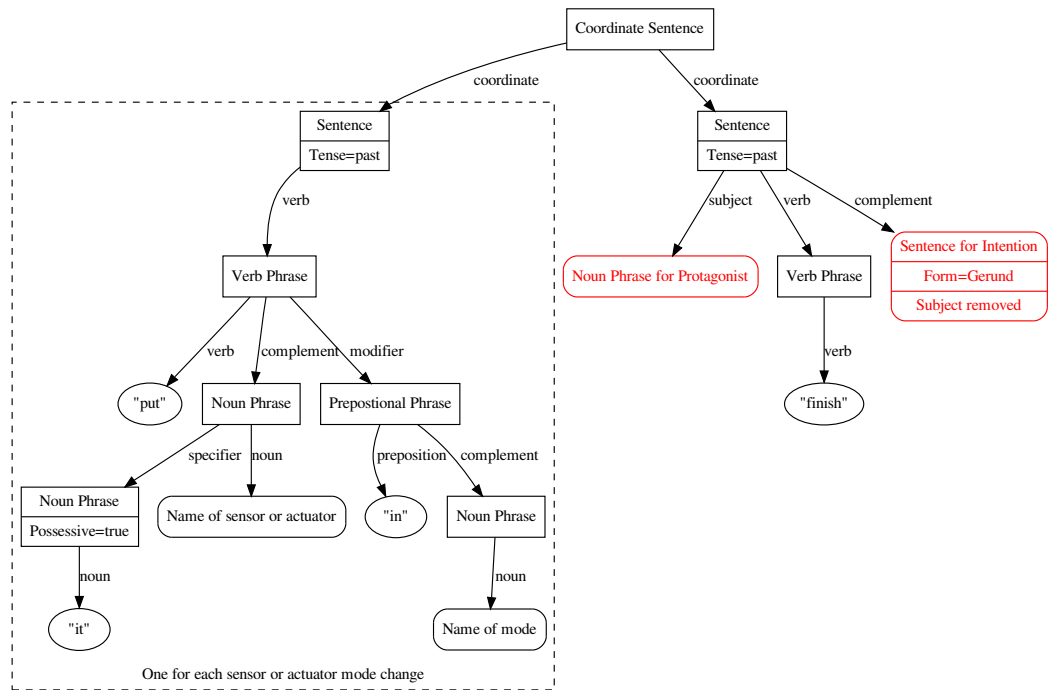 Coordinate Sentence
coordinate
coordinate
Sentence
Tense=past
Sentence
Tense=past
verb
subject
verb
complement
Verb Phrase
Noun Phrase for Protagonist
Verb Phrase
Sentence for Intention
Form=Gerund
Subject removed
verb
complement
modifier
verb
"put"
Noun Phrase
Prepostional Phrase
"finish"
specifier
noun
preposition
complement
Noun Phrase
Possessive=true
Name of sensor or actuator
"in"
Noun Phrase
noun
noun
"it"
Name of mode
One for each sensor or actuator mode change